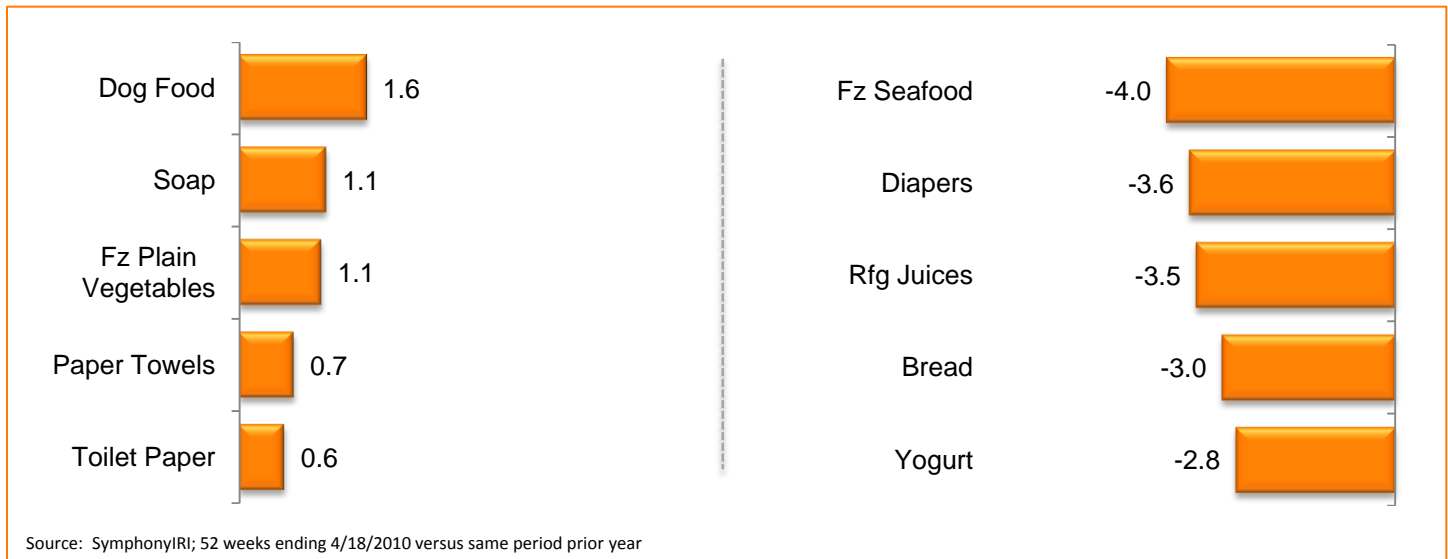 Dog Food
1.6
Soap
1.1
Fz Plain
Vegetables
1.1
Paper Towels
0.7
Toilet Paper
0.6
Fz Seafood
-4.0
Diapers
-3.6
Rfg Juices
-3.5
Bread
-3.0
Yogurt
-2.8
Source: SymphonyIRI; 52 weeks ending 4/18/2010 versus same period prior year